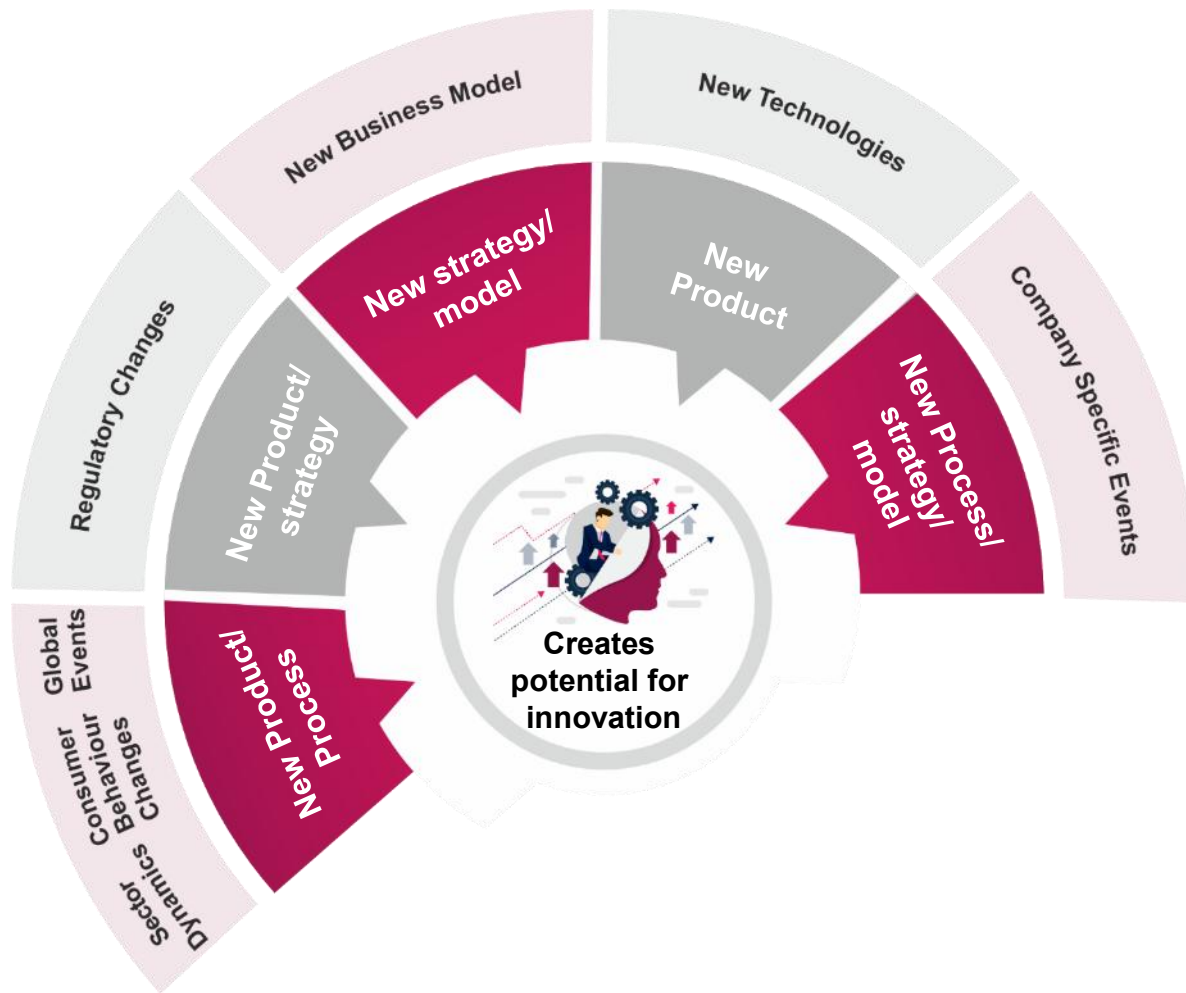 New Business Model
New Technologies
Regulatory Changes
Company Specific Events
New strategy/
model
New
Product
New Product/
strategy
New Process/
strategy/
model
Global
Events
Consumer
Behaviour
Changes
Sector
Dynamics
New Product/
Process
Creates
potential for
innovation